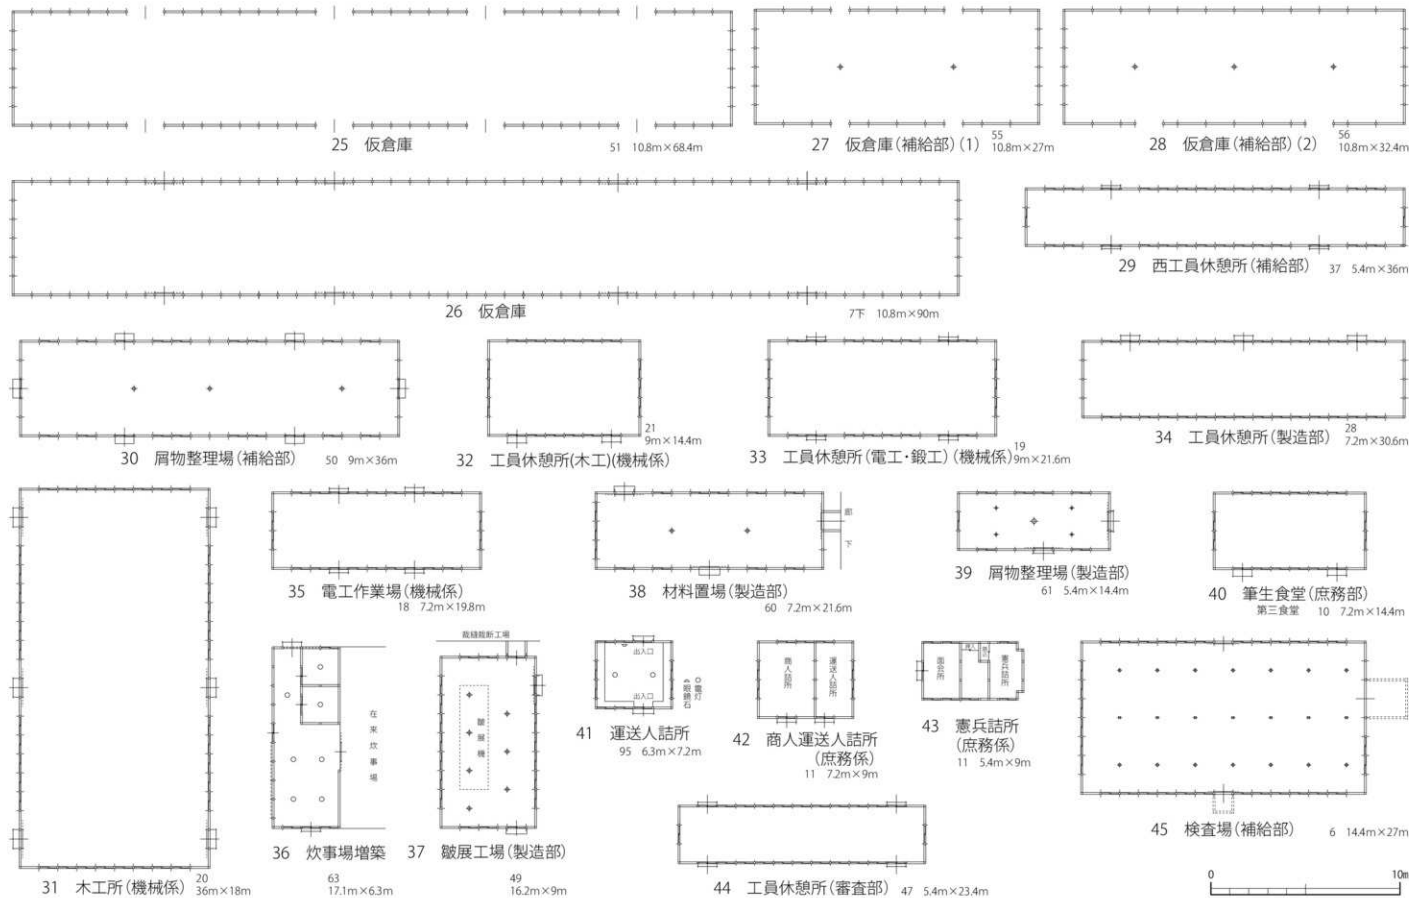 25 仮倉庫
51 10.8m×68.4m
27 仮倉庫(補給部)(1)
55
10.8m×27m
28 仮倉庫(補給部)(2)
56
10.8m×32.4m
26 仮倉庫
7下 10.8m×90m
29 西工員休憩所(補給部)
37 5.4m×36m
30 屑物整理場(補給部)
50 9m×36m
32 工員休憩所(木工)(機械係)
21
9m×14.4m
33 工員休憩所(電工・鍛工)(機械係)
19
9m×21.6m
34 工員休憩所(製造部)
28
7.2m×30.6m
31 木工所(機械係)
20
36m×18m
35 電工作業場(機械係)
18 7.2m×19.8m
廊
下
38 材料置場(製造部)
60 7.2m×21.6m
39 屑物整理場(製造部)
61 5.4m×14.4m
40 筆生食堂(庶務部)
第三食堂 10 7.2m×14.4m
在来炊事場
36 炊事場増築
63
17.1m×6.3m
裁縫裁断工場
皺展機
37 皺展工場(製造部)
49
16.2m×9m
出入口
出入口
電灯
眼鏡石
41 運送人詰所
95 6.3m×7.2m
商人詰所
運送人詰所
42 商人運送人詰所
(庶務係)
11 7.2m×9m
面会所
憲兵詰所
43 憲兵詰所
(庶務係)
11 5.4m×9m
44 工員休憩所(審査部)
47 5.4m×23.4m
45 検査場(補給部)
6 14.4m×27m
0 10m